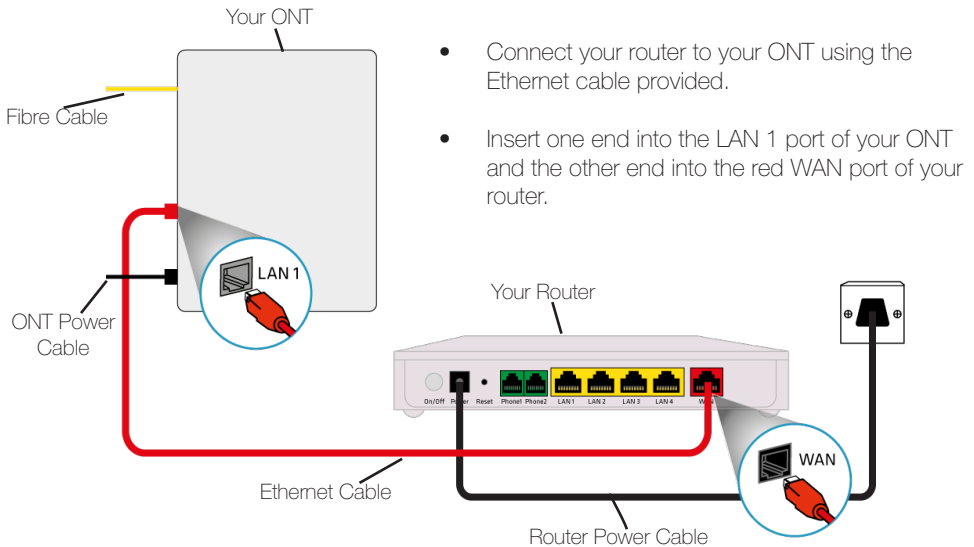 Your ONT
• Connect your router to your ONT using the
Ethernet cable provided.
• Insert one end into the LAN 1 port of your ONT
and the other end into the red WAN port of your
router.
Fibre Cable
LAN 1
ONT Power
Cable
Your Router
On/Off Power Reset Phone1 Phone2 LAN 1 LAN 2 LAN 3 LAN 4 WAN
WAN
Ethernet Cable
Router Power Cable